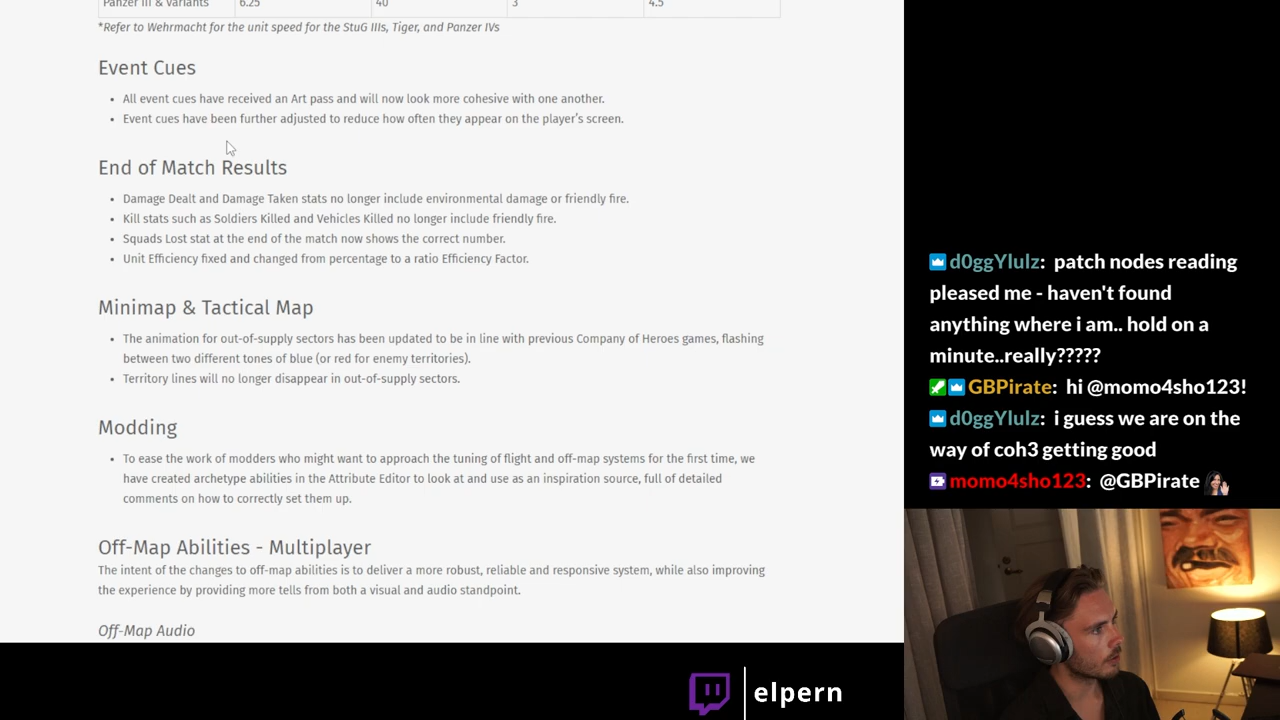 Panzer III & Variants 6.25 40 3 4.5
*Refer to Wehrmacht for the unit speed for the StuG IIIs, Tiger, and Panzer IVs
Event Cues
• All event cues have received an Art pass and will now look more cohesive with one another.
• Event cues have been further adjusted to reduce how often they appear on the player's screen.
End of Match Results
• Damage Dealt and Damage Taken stats no longer include environmental damage or friendly fire.
• Kill stats such as Soldiers Killed and Vehicles Killed no longer include friendly fire.
• Squads Lost stat at the end of the match now shows the correct number.
• Unit Efficiency fixed and changed from percentage to a ratio Efficiency Factor.
Minimap & Tactical Map
• The animation for out-of-supply sectors has been updated to be in line with previous Company of Heroes games, flashing
between two different tones of blue (or red for enemy territories).
• Territory lines will no longer disappear in out-of-supply sectors.
Modding
• To ease the work of modders who might want to approach the tuning of flight and off-map systems for the first time, we
have created archetype abilities in the Attribute Editor to look at and use as an inspiration source, full of detailed
comments on how to correctly set them up.
Off-Map Abilities - Multiplayer
The intent of the changes to off-map abilities is to deliver a more robust, reliable and responsive system, while also improving
the experience by providing more tells from both a visual and audio standpoint.
Off-Map Audio
d0ggYlulz: patch nodes reading
pleased me - haven't found
anything where i am.. hold on a
minute..really?????
GBPirate: hi @momo4sho123!
d0ggYlulz: i guess we are on the
way of coh3 getting good
momo4sho123: @GBPirate
elpern